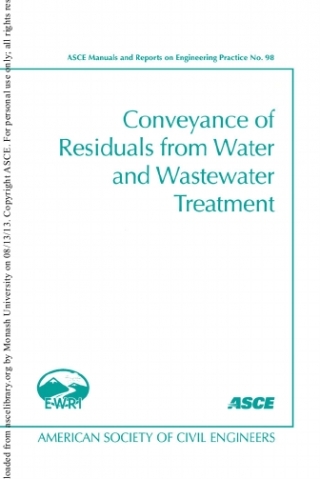 ASCE Manuals and Reports on Engineering Practice No. 98
Conveyance of
Residuals from Water
and Wastewater
Treatment
E·W·R·I
ASCE
AMERICAN SOCIETY OF CIVIL ENGINEERS
loaded from ascelibrary.org by Monash University on 08/13/13. Copyright ASCE. For personal use only; all rights res